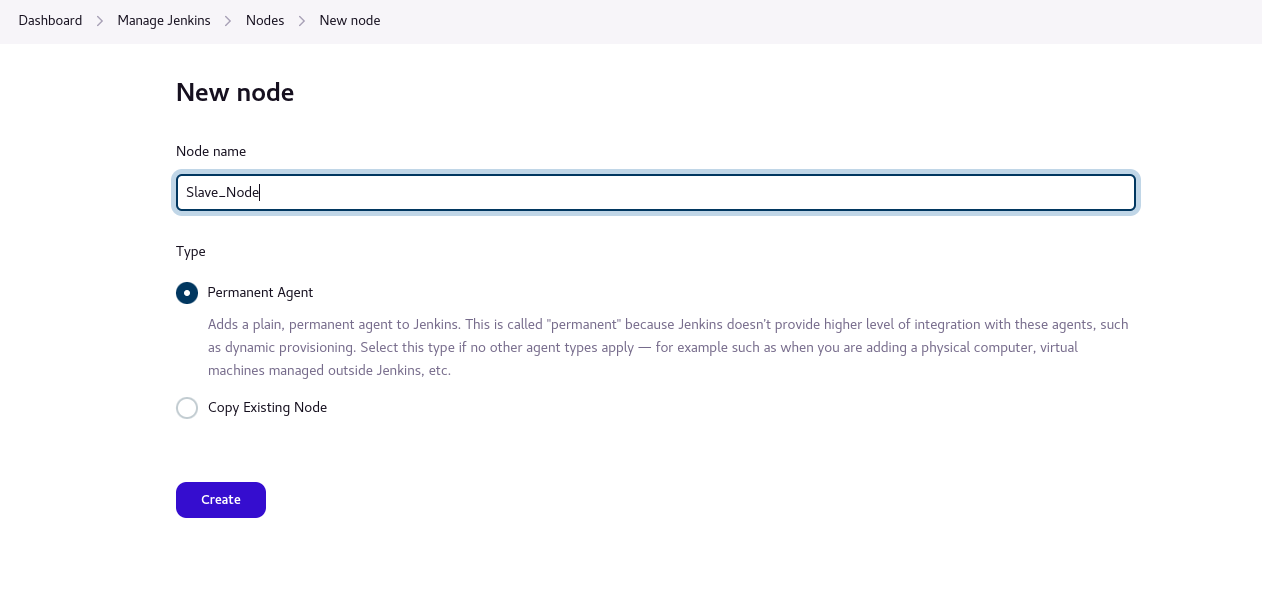 Dashboard > Manage Jenkins > Nodes > New node
New node
Node name
Slave_Node
Type
Permanent Agent
Adds a plain, permanent agent to Jenkins. This is called "permanent" because Jenkins doesn't provide higher level of integration with these agents, such
as dynamic provisioning. Select this type if no other agent types apply — for example such as when you are adding a physical computer, virtual
machines managed outside Jenkins, etc.
Copy Existing Node
Create